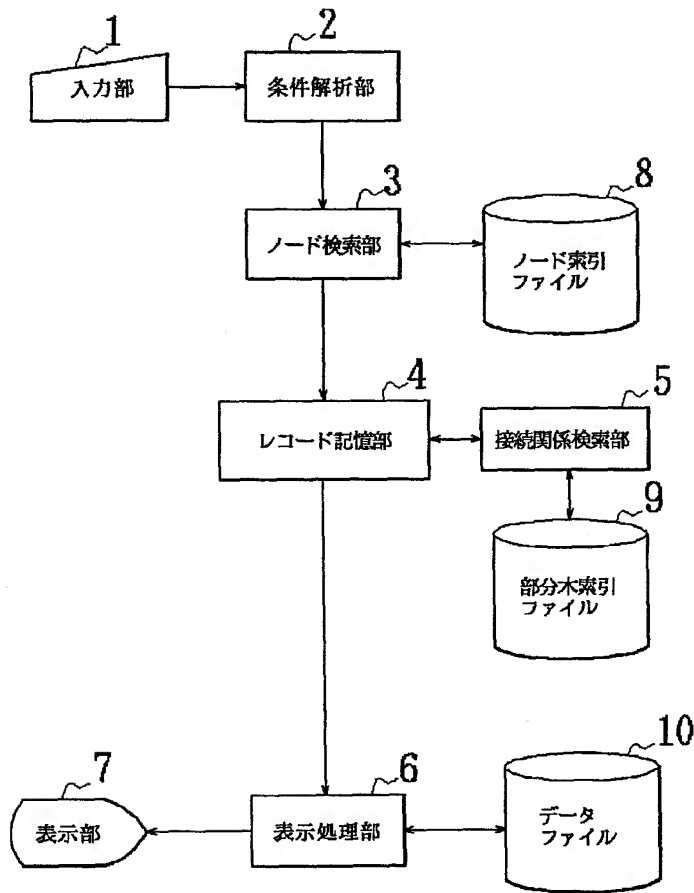 1
入力部
2
条件解析部
3
ノード検索部
8
ノード索引
ファイル
4
レコード記憶部
5
接続関係検索部
9
部分木索引
ファイル
7
表示部
6
表示処理部
10
データ
ファイル